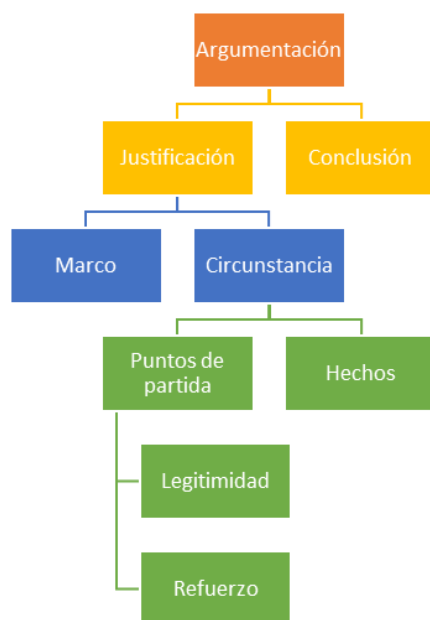 Argumentación
Justificación
Conclusión
Marco
Circunstancia
Puntos de
partida
Hechos
Legitimidad
Refuerzo